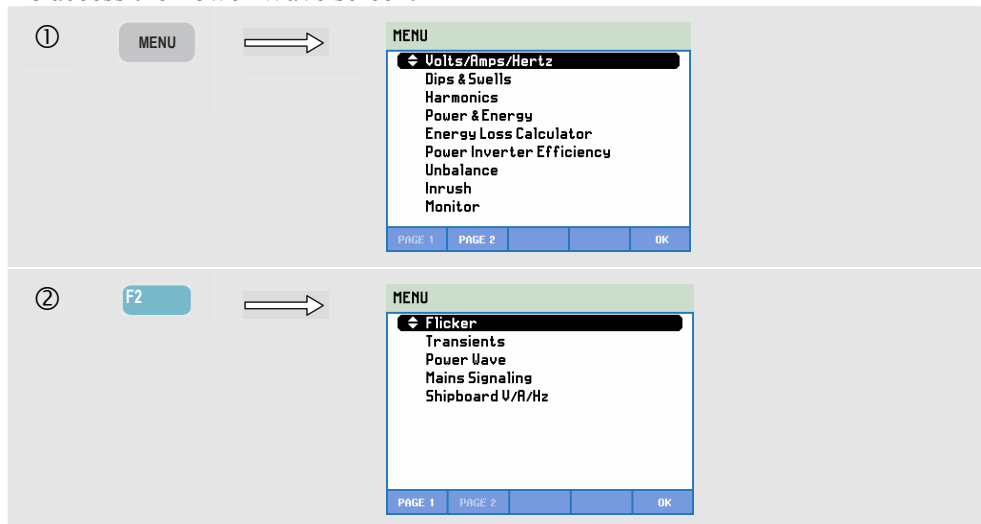 ①
MENU
MENU
Volts/Amps/Hertz
Dips & Swells
Harmonics
Power & Energy
Energy Loss Calculator
Power Inverter Efficiency
Unbalance
Inrush
Monitor
PAGE 1 PAGE 2 OK
②
F2
MENU
Flicker
Transients
Power Wave
Mains Signaling
Shipboard V/A/Hz
PAGE 1 PAGE 2 OK